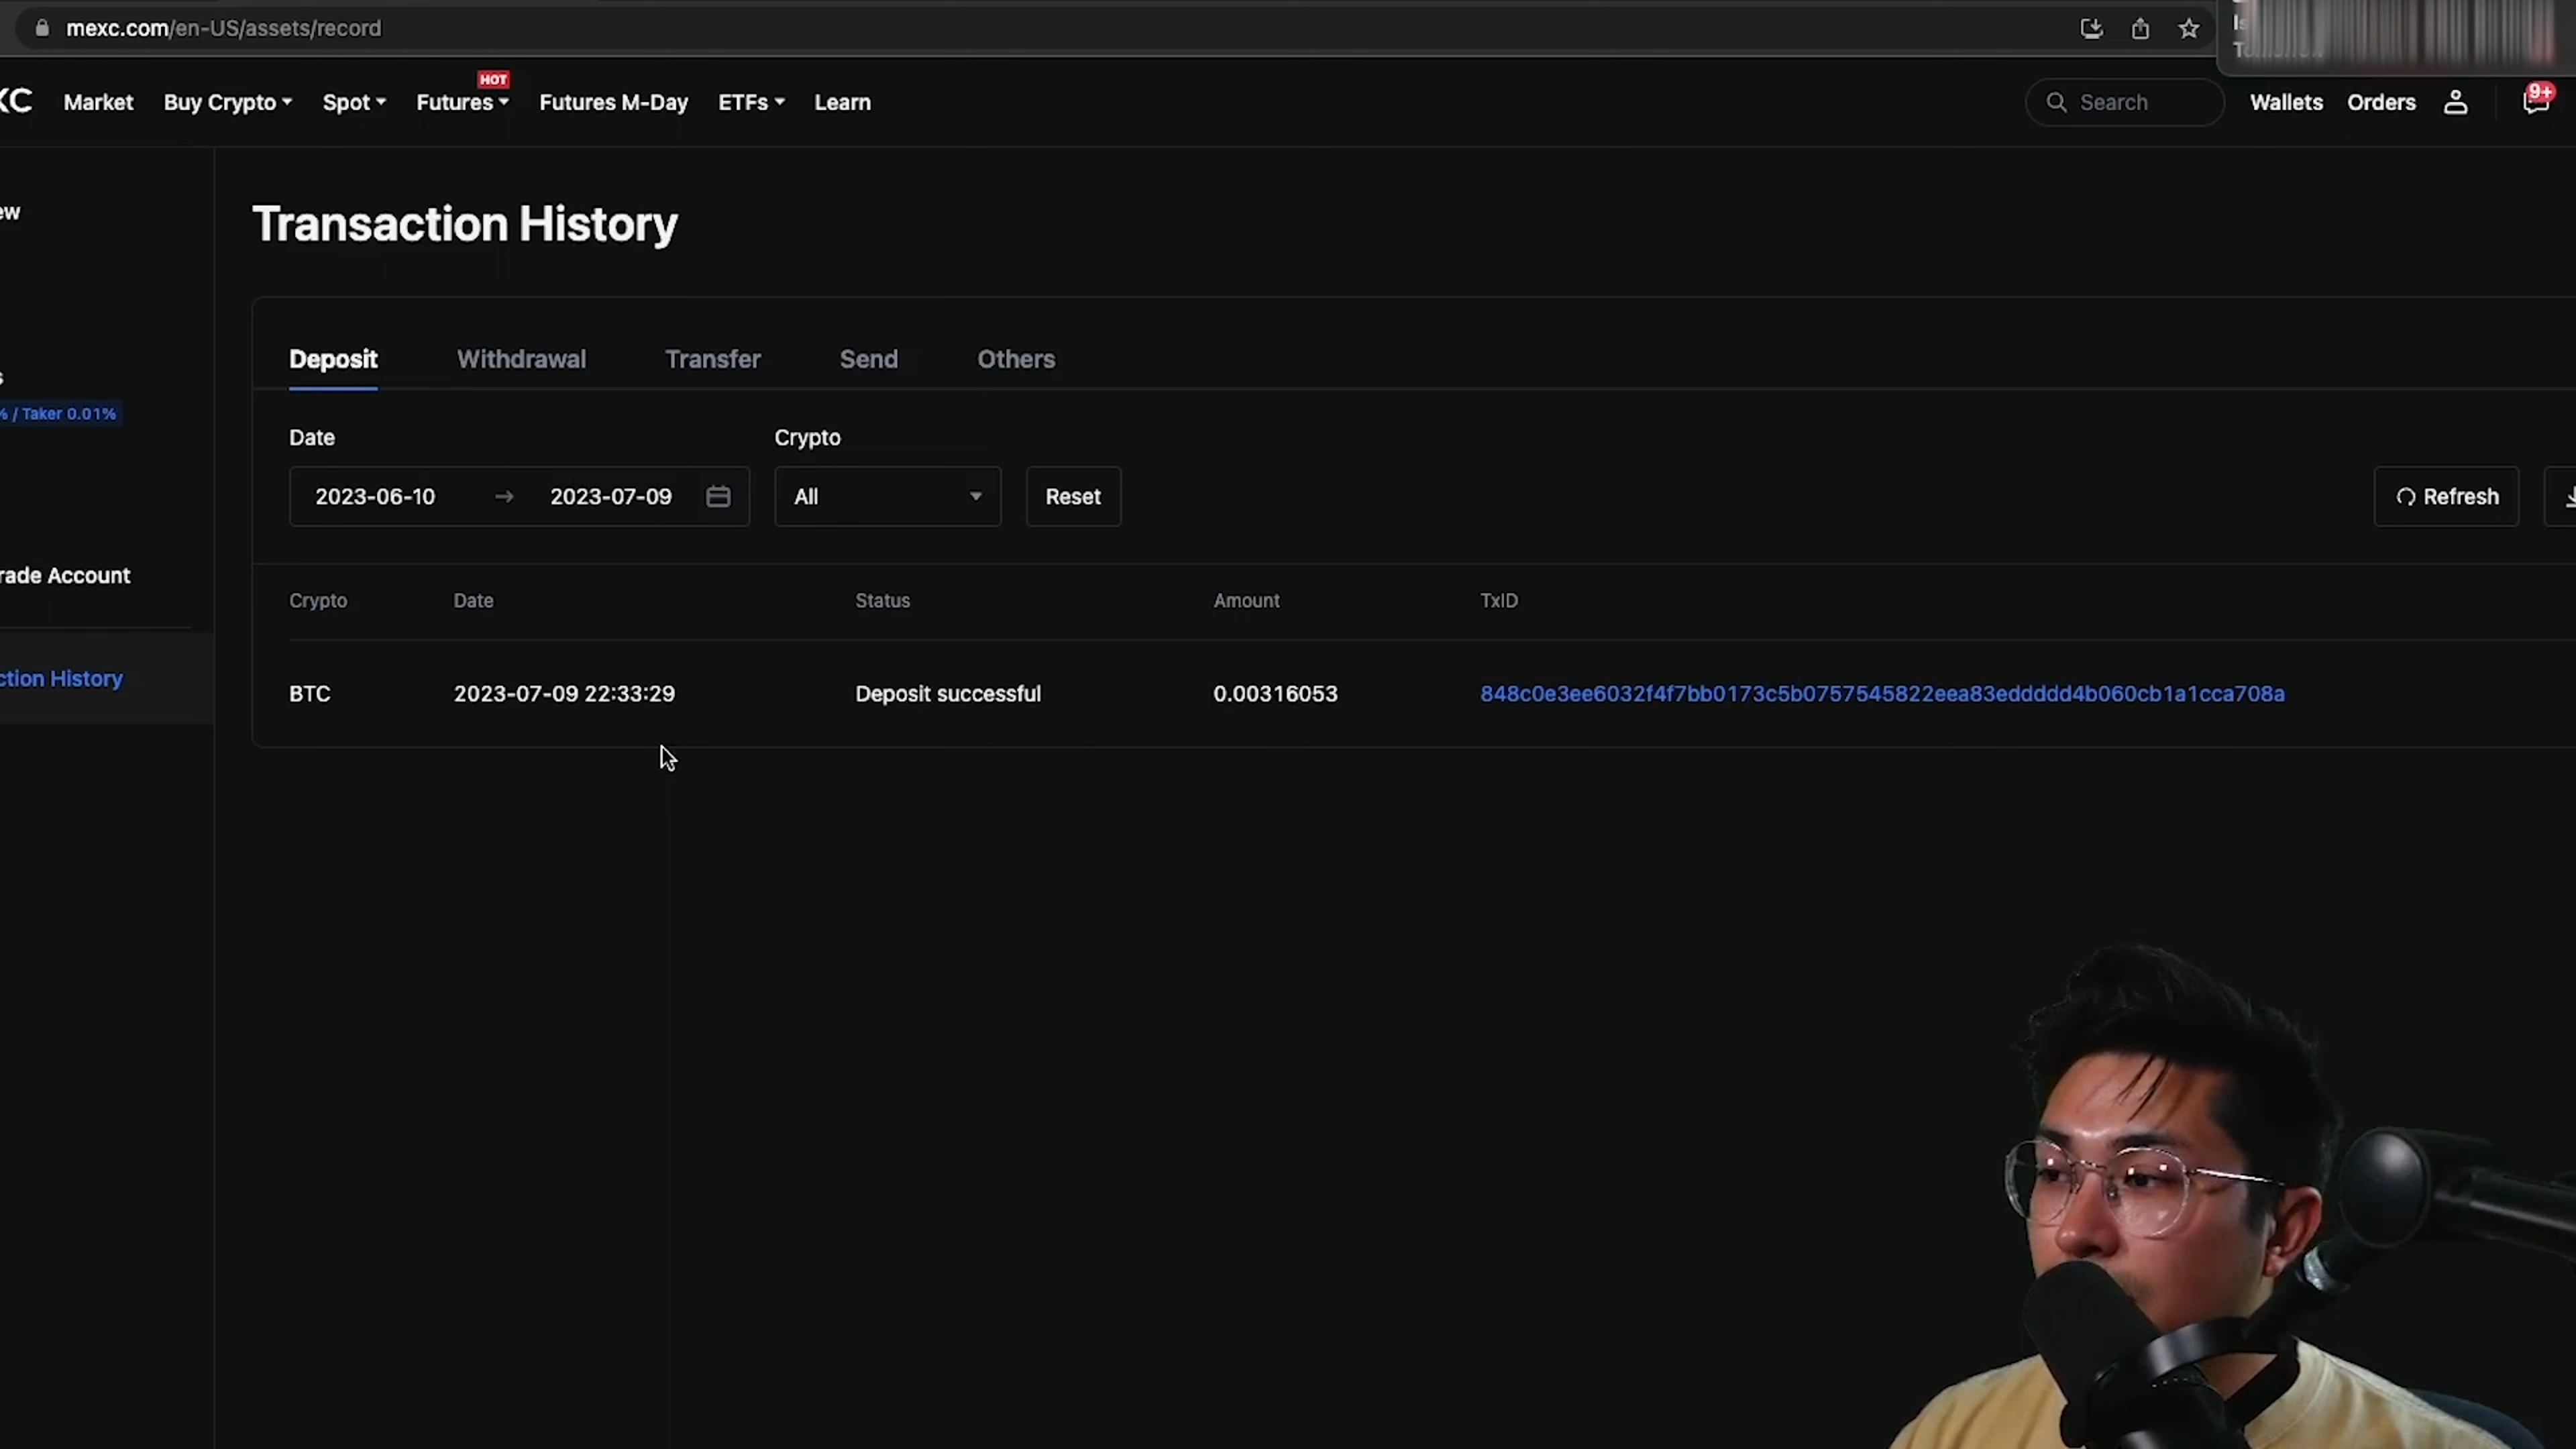 mexc.com/en-US/assets/record
XC Market Buy Crypto Spot Futures HOT Futures M-Day ETFs Learn Search Wallets Orders 9+
ew
Transaction History
s
Deposit Withdrawal Transfer Send Others
% / Taker 0.01%
Date Crypto
2023-06-10 → 2023-07-09 All Reset Refresh
rade Account
Crypto Date Status Amount TxID
ction History
BTC 2023-07-09 22:33:29 Deposit successful 0.00316053 848c0e3ee6032f4f7bb0173c5b0757545822eea83eddddd4b060cb1a1cca708a